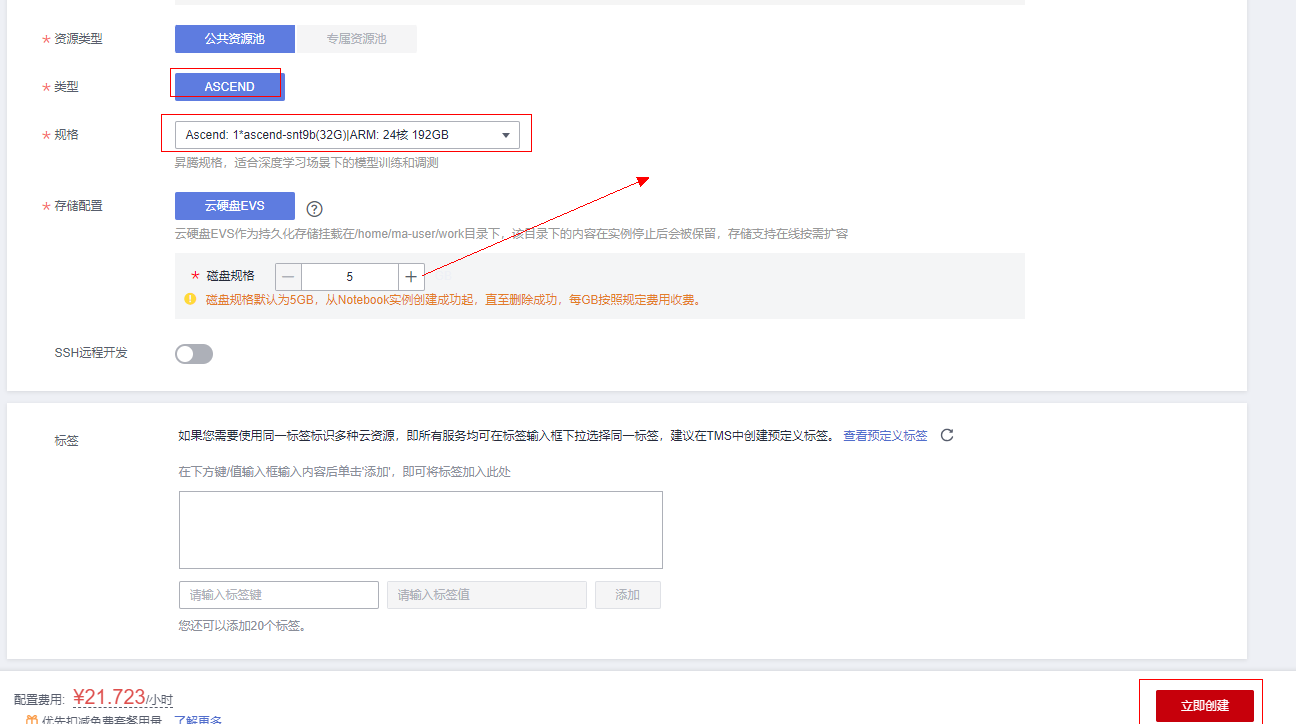 * 资源类型 公共资源池 专属资源池
* 类型 ASCEND
* 规格 Ascend: 1*ascend-snt9b(32G)|ARM: 24核 192GB
昇腾规格，适合深度学习场景下的模型训练和调测
* 存储配置 云硬盘EVS ?
云硬盘EVS作为持久化存储挂载在/home/ma-user/work目录下，该目录下的内容在实例停止后会被保留，存储支持在线按需扩容
* 磁盘规格 — 5 +
! 磁盘规格默认为5GB，从Notebook实例创建成功起，直至删除成功，每GB按照规定费用收费。
SSH远程开发
标签 如果您需要使用同一标签标识多种云资源，即所有服务均可在标签输入框下拉选择同一标签，建议在TMS中创建预定义标签。 查看预定义标签
在下方键/值输入框输入内容后单击'添加'，即可将标签加入此处
请输入标签键 请输入标签值 添加
您还可以添加20个标签。
配置费用: ¥21.723/小时 立即创建
优先扣减免费套餐用量 了解更多